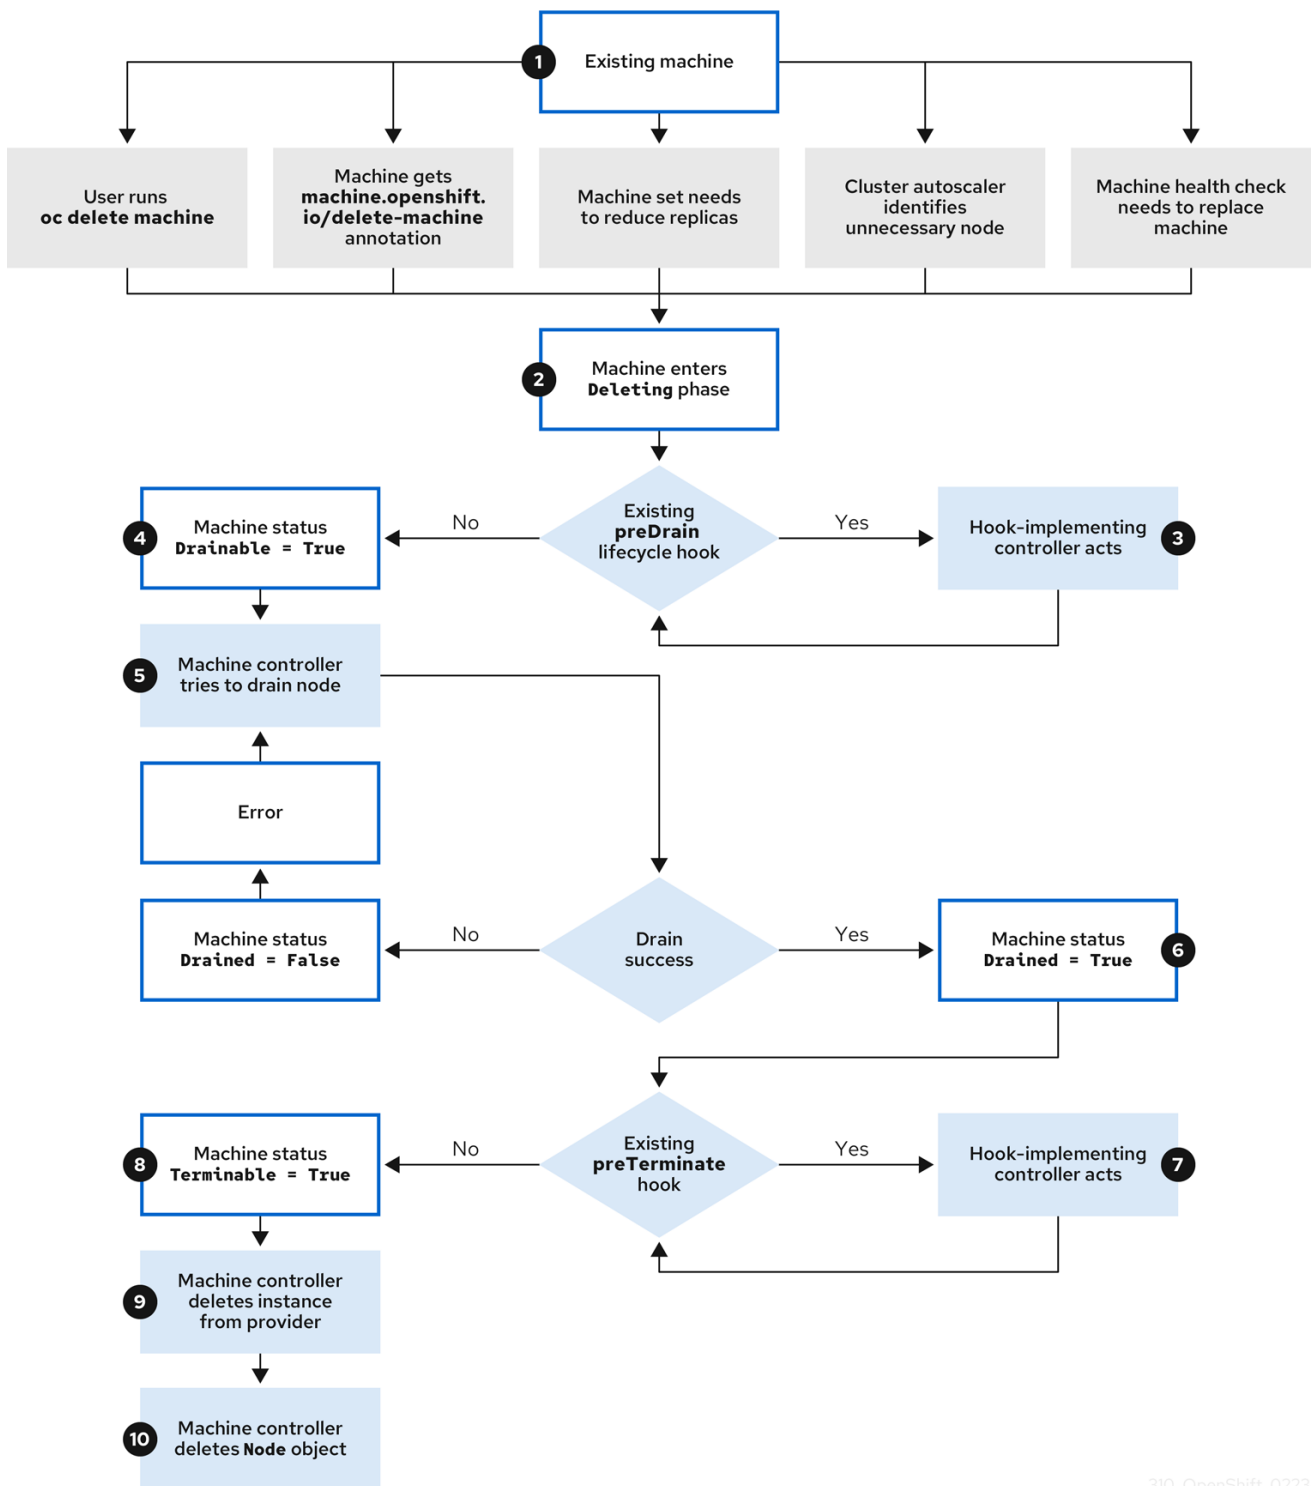 1
Existing machine
User runs
oc delete machine
Machine gets
machine.openshift.
io/delete-machine
annotation
Machine set needs
to reduce replicas
Cluster autoscaler
identifies
unnecessary node
Machine health check
needs to replace
machine
2
Machine enters
Deleting phase
4
Machine status
Drainable = True
No
Existing
preDrain
lifecycle hook
Yes
Hook-implementing
controller acts
3
5
Machine controller
tries to drain node
Error
Machine status
Drained = False
No
Drain
success
Yes
Machine status
Drained = True
6
8
Machine status
Terminable = True
No
Existing
preTerminate
hook
Yes
Hook-implementing
controller acts
7
9
Machine controller
deletes instance
from provider
10
Machine controller
deletes Node object
310_OpenShift_0223